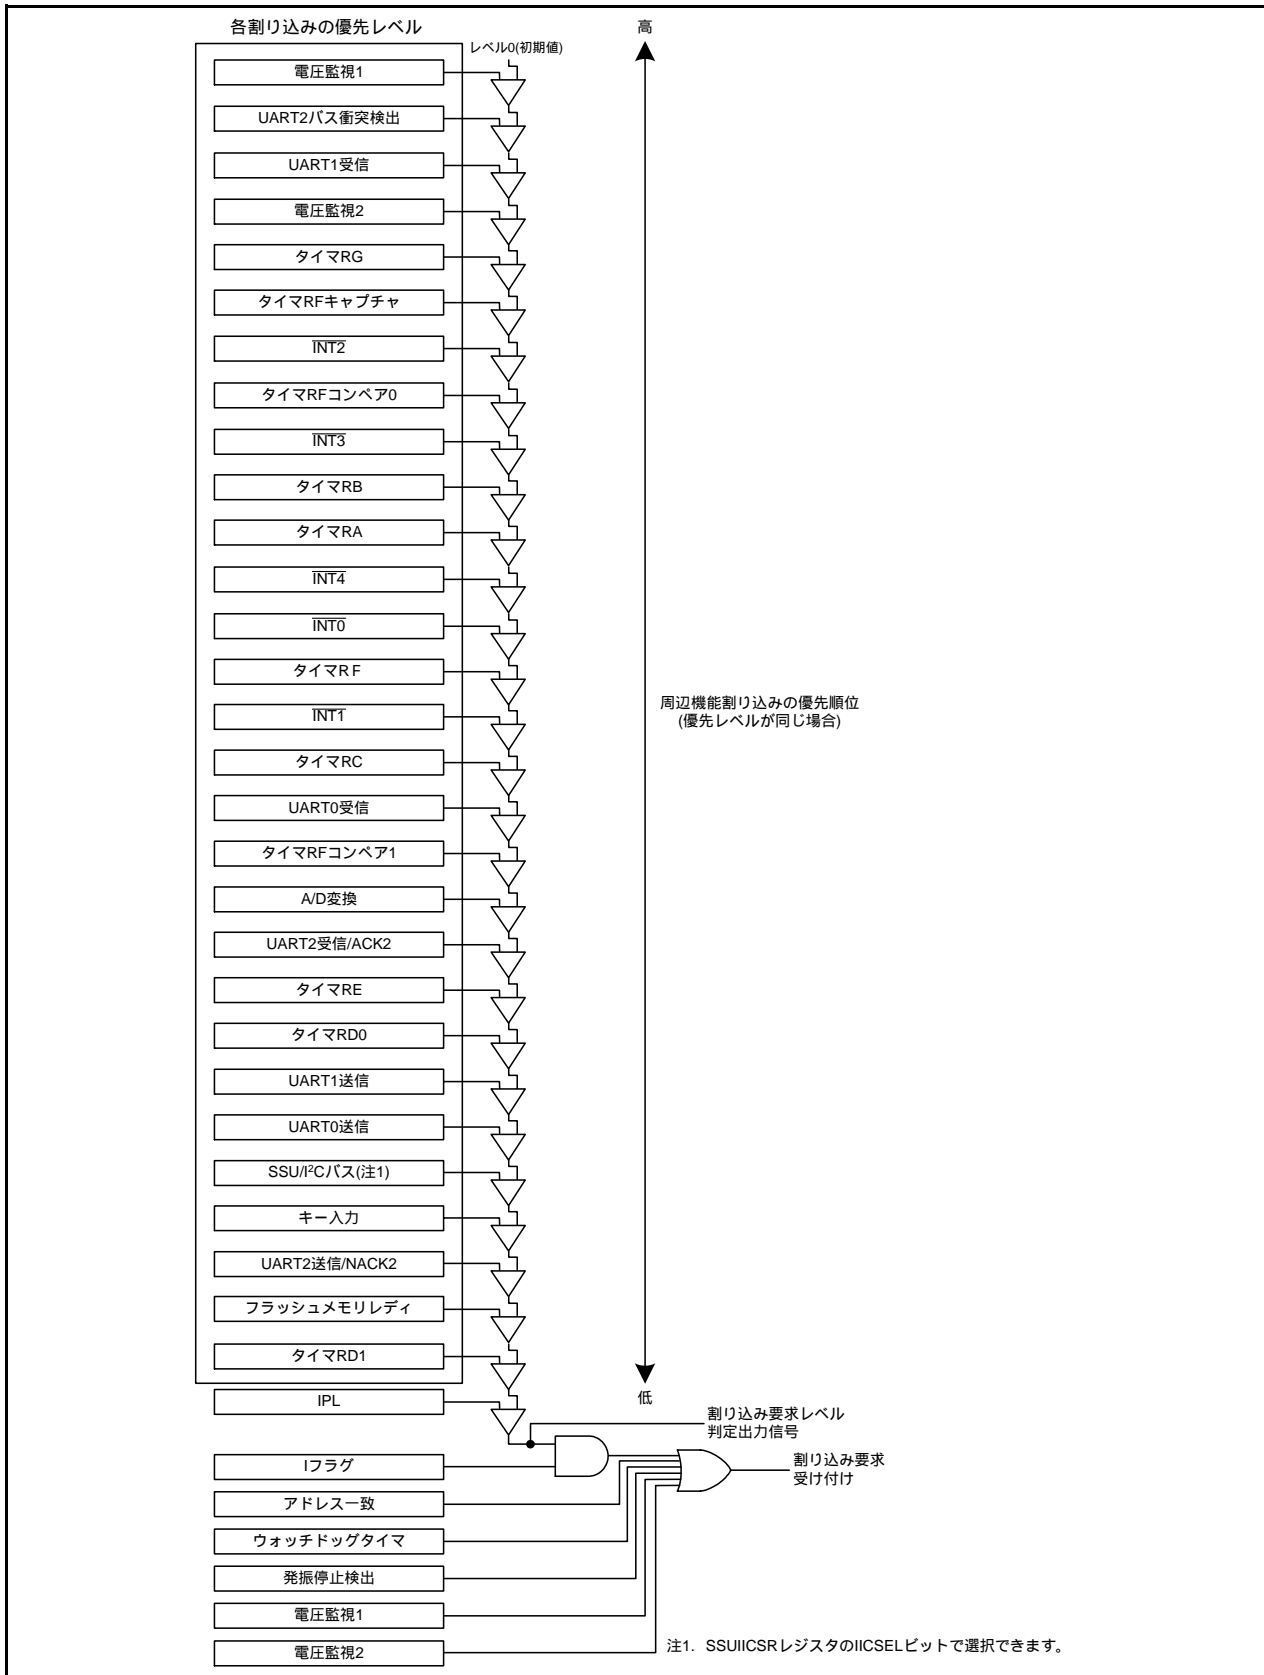 各割り込みの優先レベル
高
レベル0(初期値)
電圧監視1
UART2バス衝突検出
UART1受信
電圧監視2
タイマRG
タイマRFキャプチャ
INT2
タイマRFコンペア0
INT3
タイマRB
タイマRA
INT4
INT0
タイマRF
INT1
タイマRC
UART0受信
タイマRFコンペア1
A/D変換
UART2受信/ACK2
タイマRE
タイマRD0
UART1送信
UART0送信
SSU/I²Cバス(注1)
キー入力
UART2送信/NACK2
フラッシュメモリレディ
タイマRD1
周辺機能割り込みの優先順位
(優先レベルが同じ場合)
低
IPL
割り込み要求レベル
判定出力信号
Iフラグ
割り込み要求
受け付け
アドレス一致
ウォッチドッグタイマ
発振停止検出
電圧監視1
電圧監視2
注1. SSUIICSRレジスタのIICSELビットで選択できます。